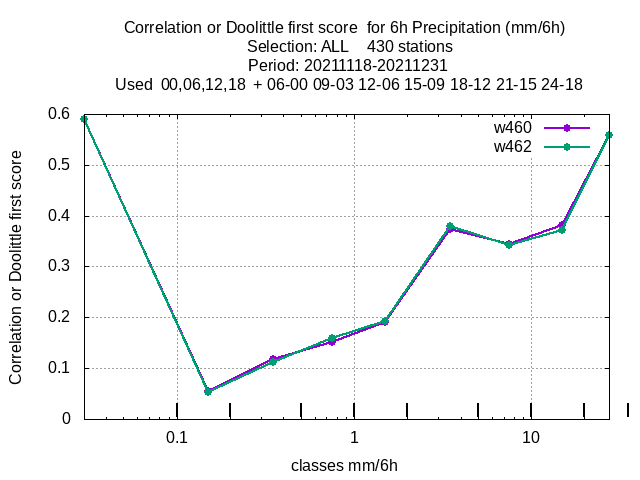 Correlation or Doolittle first score  for 6h Precipitation (mm/6h)
Selection: ALL    430 stations
Period: 20211118-20211231
Used  00,06,12,18  + 06-00 09-03 12-06 15-09 18-12 21-15 24-18
w460
w462
Correlation or Doolittle first score
0.6
0.5
0.4
0.3
0.2
0.1
0
0.1 1 10
classes mm/6h